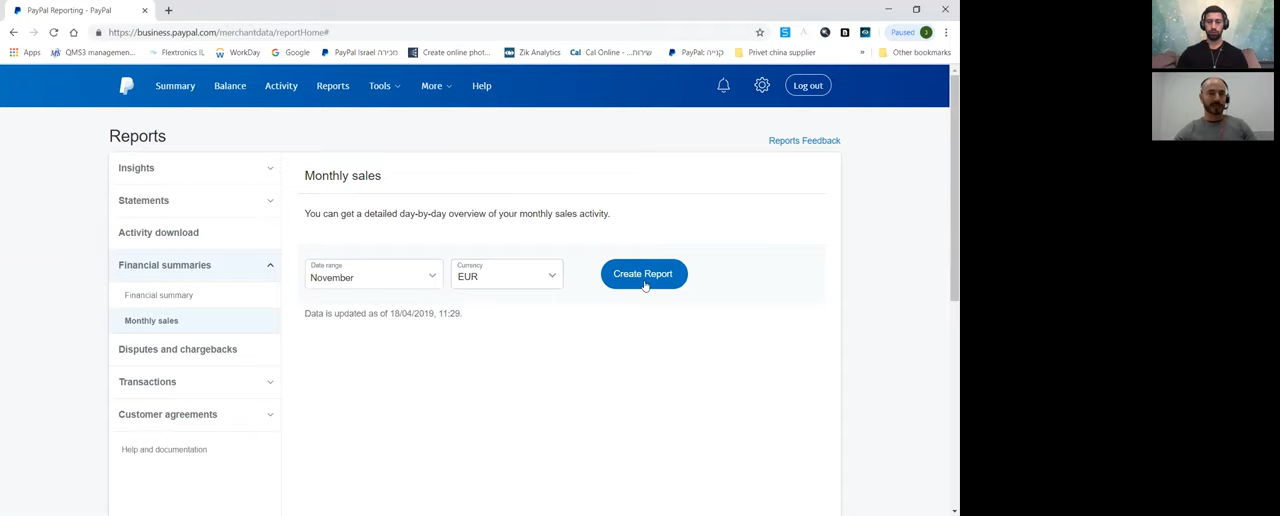 PayPal Reporting - PayPal
https://business.paypal.com/merchantdata/reportHome#
Paused 2
Apps QMS3 managemen... Flextronics IL WorkDay Google PayPal Israel מכירה Create online phot... Zik Analytics Cal Cal Online - ...שירות PayPal: קנייה Privet china supplier » Other bookmarks
Summary Balance Activity Reports Tools More Help Log out
Reports
Reports Feedback
Insights
Statements
Activity download
Financial summaries
Financial summary
Monthly sales
Disputes and chargebacks
Transactions
Customer agreements
Help and documentation
Monthly sales
You can get a detailed day-by-day overview of your monthly sales activity.
Date range
November
Currency
EUR
Create Report
Data is updated as of 18/04/2019, 11:29.